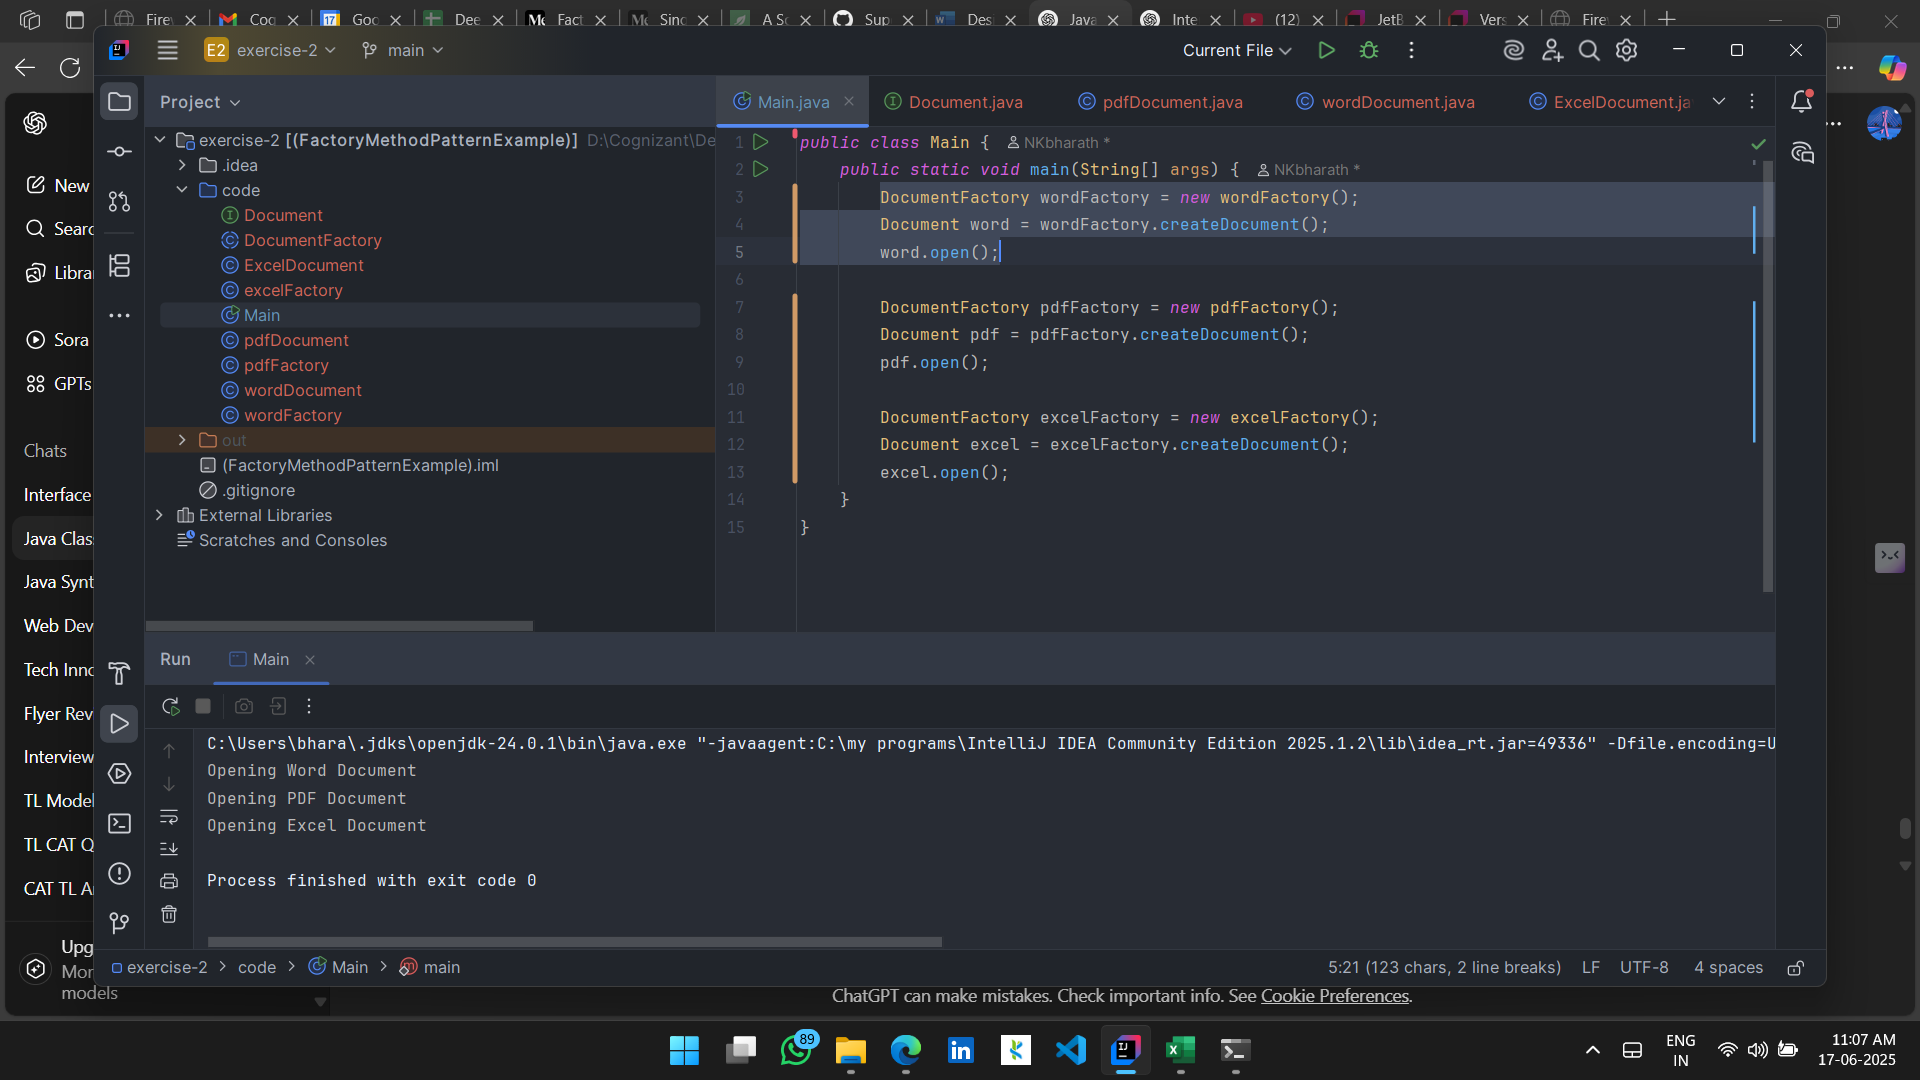 Firev
Coq
Goo
Dee
Fact
Sinc
A Sc
Sup
Des
Java
Inte
(12)
JetB
Vers
Firev
E2 exercise-2 main
Current File
Project
Main.java
Document.java
pdfDocument.java
wordDocument.java
ExcelDocument.ja
exercise-2 [(FactoryMethodPatternExample)] D:\Cognizant\De
.idea
code
Document
DocumentFactory
ExcelDocument
excelFactory
Main
pdfDocument
pdfFactory
wordDocument
wordFactory
out
(FactoryMethodPatternExample).iml
.gitignore
External Libraries
Scratches and Consoles
1 public class Main { NKbharath *
2 public static void main(String[] args) { NKbharath *
3 DocumentFactory wordFactory = new wordFactory();
4 Document word = wordFactory.createDocument();
5 word.open();
6
7 DocumentFactory pdfFactory = new pdfFactory();
8 Document pdf = pdfFactory.createDocument();
9 pdf.open();
10
11 DocumentFactory excelFactory = new excelFactory();
12 Document excel = excelFactory.createDocument();
13 excel.open();
14 }
15 }
New
Searc
Librar
Sora
GPTs
Chats
Interface
Java Clas
Java Synt
Web Dev
Tech Inno
Flyer Rev
Interview
TL Model
TL CAT Q
CAT TL A
Upg
Mor
models
Run Main
C:\Users\bhara\.jdks\openjdk-24.0.1\bin\java.exe "-javaagent:C:\my programs\IntelliJ IDEA Community Edition 2025.1.2\lib\idea_rt.jar=49336" -Dfile.encoding=U
Opening Word Document
Opening PDF Document
Opening Excel Document
Process finished with exit code 0
exercise-2 > code > Main > main
5:21 (123 chars, 2 line breaks) LF UTF-8 4 spaces
ChatGPT can make mistakes. Check important info. See Cookie Preferences.
89
ENG
IN
11:07 AM
17-06-2025